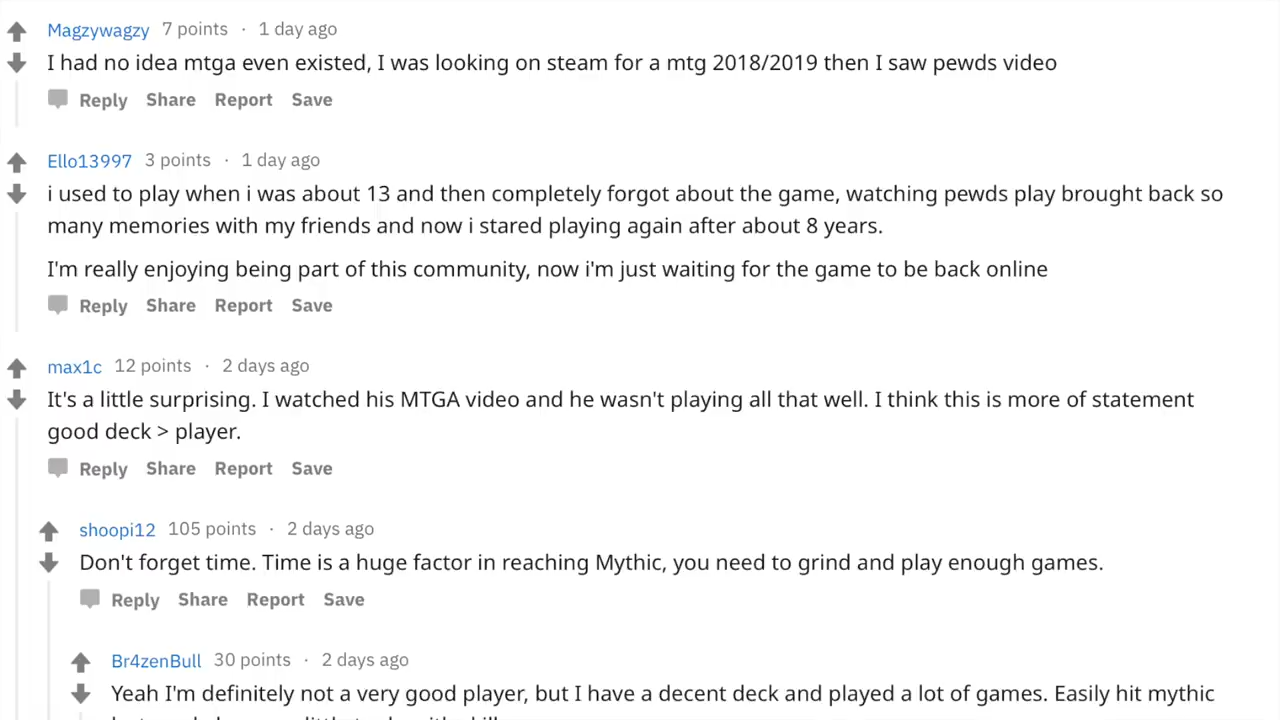 Magzywagzy 7 points · 1 day ago
I had no idea mtga even existed, I was looking on steam for a mtg 2018/2019 then I saw pewds video
Reply Share Report Save
Ello13997 3 points · 1 day ago
i used to play when i was about 13 and then completely forgot about the game, watching pewds play brought back so
many memories with my friends and now i stared playing again after about 8 years.
I'm really enjoying being part of this community, now i'm just waiting for the game to be back online
Reply Share Report Save
max1c 12 points · 2 days ago
It's a little surprising. I watched his MTGA video and he wasn't playing all that well. I think this is more of statement
good deck > player.
Reply Share Report Save
shoopi12 105 points · 2 days ago
Don't forget time. Time is a huge factor in reaching Mythic, you need to grind and play enough games.
Reply Share Report Save
Br4zenBull 30 points · 2 days ago
Yeah I'm definitely not a very good player, but I have a decent deck and played a lot of games. Easily hit mythic